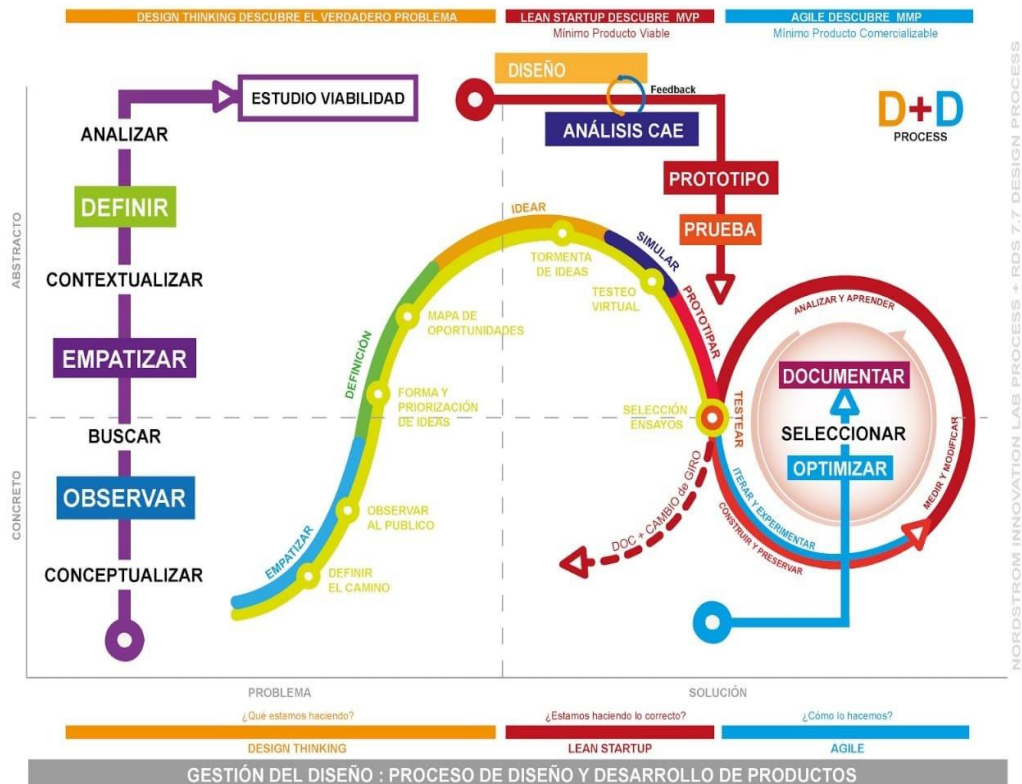 DESIGN THINKING DESCUBRE EL VERDADERO PROBLEMA
LEAN STARTUP DESCUBRE MVP
Mínimo Producto Viable
AGILE DESCUBRE MMP
Mínimo Producto Comercializable
ESTUDIO VIABILIDAD
ANALIZAR
DEFINIR
CONTEXTUALIZAR
EMPATIZAR
BUSCAR
OBSERVAR
CONCEPTUALIZAR
ABSTRACTO
CONCRETO
DISEÑO
Feedback
ANÁLISIS CAE
PROTOTIPO
PRUEBA
D+D
PROCESS
EMPATIZAR
DEFINICIÓN
IDEAR
SIMULAR
PROTOTIPAR
TESTEAR
TORMENTA
DE IDEAS
TESTEO
VIRTUAL
MAPA DE
OPORTUNIDADES
FORMA Y
PRIORIZACIÓN
DE IDEAS
SELECCIÓN
ENSAYOS
OBSERVAR
AL PUBLICO
DEFINIR
EL CAMINO
DOC + CAMBIO de GIRO
ANALIZAR Y APRENDER
DOCUMENTAR
SELECCIONAR
OPTIMIZAR
MEDIR Y MODIFICAR
ITERAR Y EXPERIMENTAR
CONSTRUIR Y PRESERVAR
NORDSTROM INNOVATION LAB PROCESS + RDS 7.7 DESIGN PROCESS
PROBLEMA
SOLUCIÓN
¿Qué estamos haciendo?
¿Estamos haciendo lo correcto?
¿Cómo lo hacemos?
DESIGN THINKING
LEAN STARTUP
AGILE
GESTIÓN DEL DISEÑO : PROCESO DE DISEÑO Y DESARROLLO DE PRODUCTOS